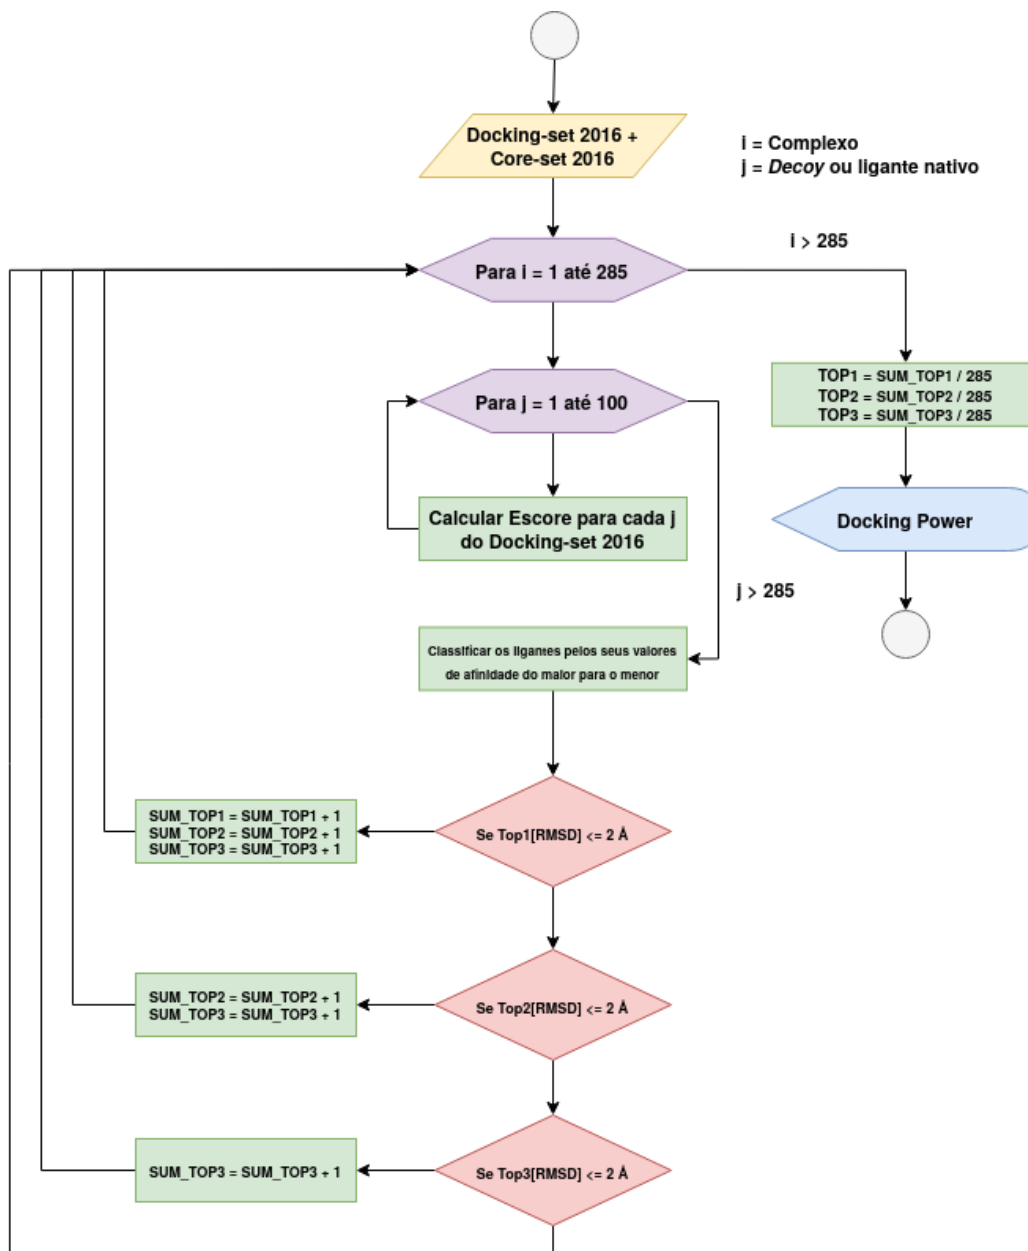 Docking-set 2016 +
Core-set 2016
i = Complexo
j = Decoy ou ligante nativo
i > 285
Para i = 1 até 285
TOP1 = SUM_TOP1 / 285
TOP2 = SUM_TOP2 / 285
TOP3 = SUM_TOP3 / 285
Para j = 1 até 100
Calcular Escore para cada j
do Docking-set 2016
Docking Power
j > 285
Classificar os ligantes pelos seus valores
de afinidade do maior para o menor
SUM_TOP1 = SUM_TOP1 + 1
SUM_TOP2 = SUM_TOP2 + 1
SUM_TOP3 = SUM_TOP3 + 1
Se Top1[RMSD] <= 2 Å
SUM_TOP2 = SUM_TOP2 + 1
SUM_TOP3 = SUM_TOP3 + 1
Se Top2[RMSD] <= 2 Å
SUM_TOP3 = SUM_TOP3 + 1
Se Top3[RMSD] <= 2 Å